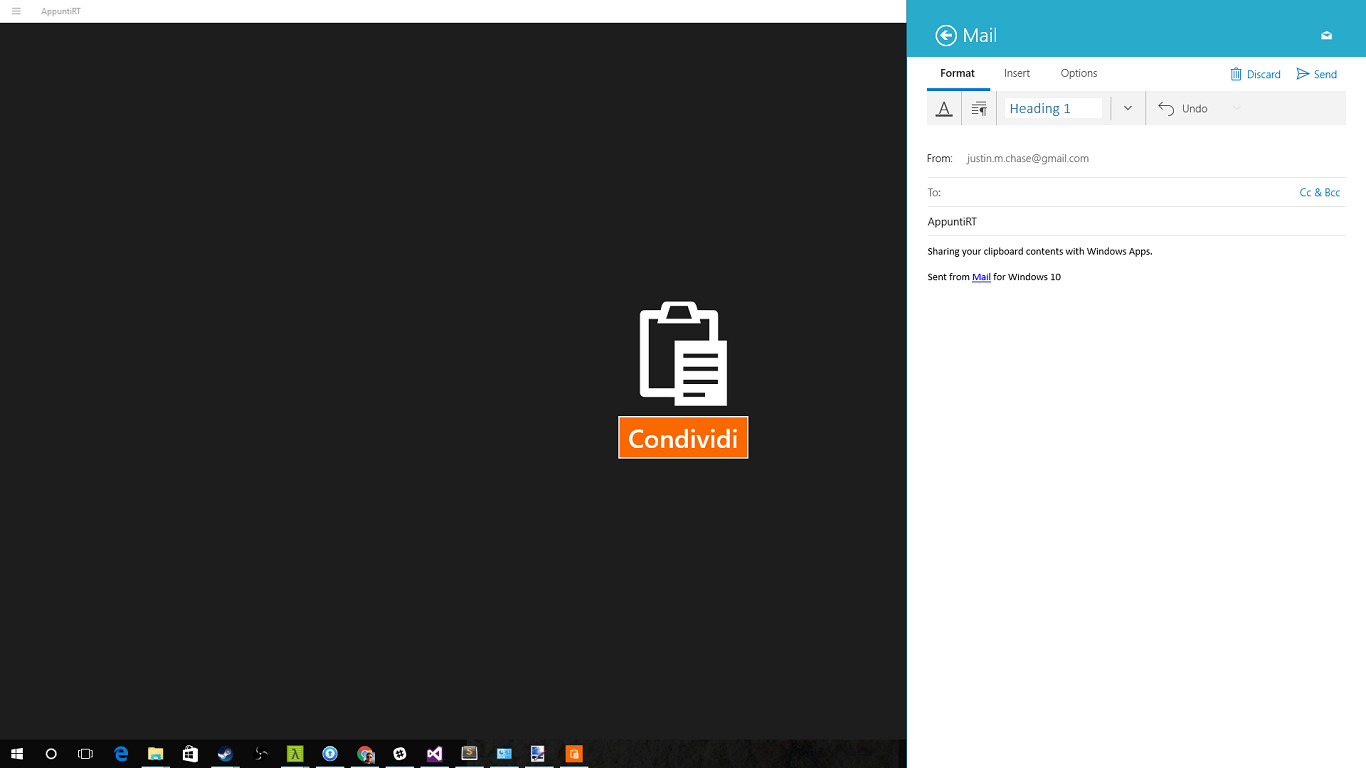 AppuntiRT
Mail
Format Insert Options Discard Send
A Heading 1 Undo
From: justin.m.chase@gmail.com
To: Cc & Bcc
AppuntiRT
Sharing your clipboard contents with Windows Apps.
Sent from Mail for Windows 10
Condividi